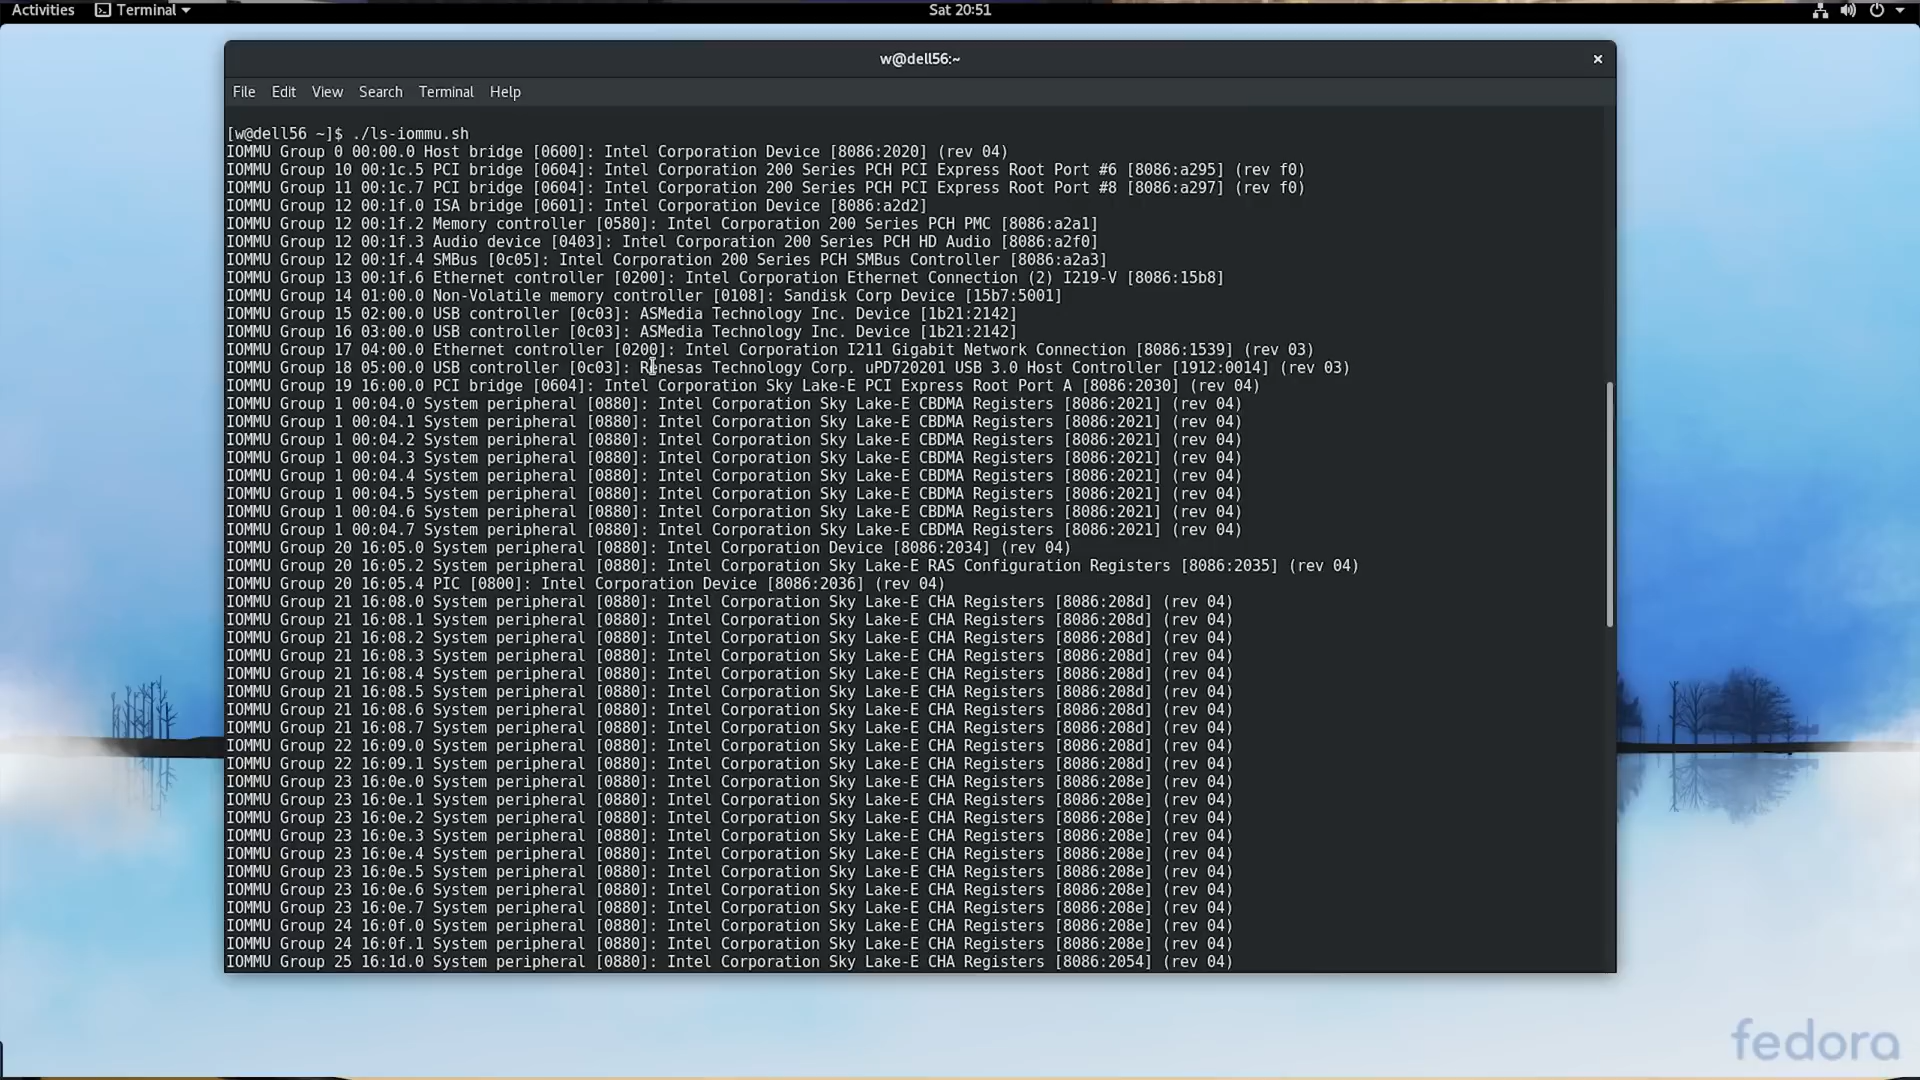 Activities Terminal Sat 20:51
w@dell56:~
File Edit View Search Terminal Help
[w@dell56 ~]$ ./ls-iommu.sh
IOMMU Group 0 00:00.0 Host bridge [0600]: Intel Corporation Device [8086:2020] (rev 04)
IOMMU Group 10 00:1c.5 PCI bridge [0604]: Intel Corporation 200 Series PCH PCI Express Root Port #6 [8086:a295] (rev f0)
IOMMU Group 11 00:1c.7 PCI bridge [0604]: Intel Corporation 200 Series PCH PCI Express Root Port #8 [8086:a297] (rev f0)
IOMMU Group 12 00:1f.0 ISA bridge [0601]: Intel Corporation Device [8086:a2d2]
IOMMU Group 12 00:1f.2 Memory controller [0580]: Intel Corporation 200 Series PCH PMC [8086:a2a1]
IOMMU Group 12 00:1f.3 Audio device [0403]: Intel Corporation 200 Series PCH HD Audio [8086:a2f0]
IOMMU Group 12 00:1f.4 SMBus [0c05]: Intel Corporation 200 Series PCH SMBus Controller [8086:a2a3]
IOMMU Group 13 00:1f.6 Ethernet controller [0200]: Intel Corporation Ethernet Connection (2) I219-V [8086:15b8]
IOMMU Group 14 01:00.0 Non-Volatile memory controller [0108]: Sandisk Corp Device [15b7:5001]
IOMMU Group 15 02:00.0 USB controller [0c03]: ASMedia Technology Inc. Device [1b21:2142]
IOMMU Group 16 03:00.0 USB controller [0c03]: ASMedia Technology Inc. Device [1b21:2142]
IOMMU Group 17 04:00.0 Ethernet controller [0200]: Intel Corporation I211 Gigabit Network Connection [8086:1539] (rev 03)
IOMMU Group 18 05:00.0 USB controller [0c03]: Renesas Technology Corp. uPD720201 USB 3.0 Host Controller [1912:0014] (rev 03)
IOMMU Group 19 16:00.0 PCI bridge [0604]: Intel Corporation Sky Lake-E PCI Express Root Port A [8086:2030] (rev 04)
IOMMU Group 1 00:04.0 System peripheral [0880]: Intel Corporation Sky Lake-E CBDMA Registers [8086:2021] (rev 04)
IOMMU Group 1 00:04.1 System peripheral [0880]: Intel Corporation Sky Lake-E CBDMA Registers [8086:2021] (rev 04)
IOMMU Group 1 00:04.2 System peripheral [0880]: Intel Corporation Sky Lake-E CBDMA Registers [8086:2021] (rev 04)
IOMMU Group 1 00:04.3 System peripheral [0880]: Intel Corporation Sky Lake-E CBDMA Registers [8086:2021] (rev 04)
IOMMU Group 1 00:04.4 System peripheral [0880]: Intel Corporation Sky Lake-E CBDMA Registers [8086:2021] (rev 04)
IOMMU Group 1 00:04.5 System peripheral [0880]: Intel Corporation Sky Lake-E CBDMA Registers [8086:2021] (rev 04)
IOMMU Group 1 00:04.6 System peripheral [0880]: Intel Corporation Sky Lake-E CBDMA Registers [8086:2021] (rev 04)
IOMMU Group 1 00:04.7 System peripheral [0880]: Intel Corporation Sky Lake-E CBDMA Registers [8086:2021] (rev 04)
IOMMU Group 20 16:05.0 System peripheral [0880]: Intel Corporation Device [8086:2034] (rev 04)
IOMMU Group 20 16:05.2 System peripheral [0880]: Intel Corporation Sky Lake-E RAS Configuration Registers [8086:2035] (rev 04)
IOMMU Group 20 16:05.4 PIC [0800]: Intel Corporation Device [8086:2036] (rev 04)
IOMMU Group 21 16:08.0 System peripheral [0880]: Intel Corporation Sky Lake-E CHA Registers [8086:208d] (rev 04)
IOMMU Group 21 16:08.1 System peripheral [0880]: Intel Corporation Sky Lake-E CHA Registers [8086:208d] (rev 04)
IOMMU Group 21 16:08.2 System peripheral [0880]: Intel Corporation Sky Lake-E CHA Registers [8086:208d] (rev 04)
IOMMU Group 21 16:08.3 System peripheral [0880]: Intel Corporation Sky Lake-E CHA Registers [8086:208d] (rev 04)
IOMMU Group 21 16:08.4 System peripheral [0880]: Intel Corporation Sky Lake-E CHA Registers [8086:208d] (rev 04)
IOMMU Group 21 16:08.5 System peripheral [0880]: Intel Corporation Sky Lake-E CHA Registers [8086:208d] (rev 04)
IOMMU Group 21 16:08.6 System peripheral [0880]: Intel Corporation Sky Lake-E CHA Registers [8086:208d] (rev 04)
IOMMU Group 21 16:08.7 System peripheral [0880]: Intel Corporation Sky Lake-E CHA Registers [8086:208d] (rev 04)
IOMMU Group 22 16:09.0 System peripheral [0880]: Intel Corporation Sky Lake-E CHA Registers [8086:208d] (rev 04)
IOMMU Group 22 16:09.1 System peripheral [0880]: Intel Corporation Sky Lake-E CHA Registers [8086:208d] (rev 04)
IOMMU Group 23 16:0e.0 System peripheral [0880]: Intel Corporation Sky Lake-E CHA Registers [8086:208e] (rev 04)
IOMMU Group 23 16:0e.1 System peripheral [0880]: Intel Corporation Sky Lake-E CHA Registers [8086:208e] (rev 04)
IOMMU Group 23 16:0e.2 System peripheral [0880]: Intel Corporation Sky Lake-E CHA Registers [8086:208e] (rev 04)
IOMMU Group 23 16:0e.3 System peripheral [0880]: Intel Corporation Sky Lake-E CHA Registers [8086:208e] (rev 04)
IOMMU Group 23 16:0e.4 System peripheral [0880]: Intel Corporation Sky Lake-E CHA Registers [8086:208e] (rev 04)
IOMMU Group 23 16:0e.5 System peripheral [0880]: Intel Corporation Sky Lake-E CHA Registers [8086:208e] (rev 04)
IOMMU Group 23 16:0e.6 System peripheral [0880]: Intel Corporation Sky Lake-E CHA Registers [8086:208e] (rev 04)
IOMMU Group 23 16:0e.7 System peripheral [0880]: Intel Corporation Sky Lake-E CHA Registers [8086:208e] (rev 04)
IOMMU Group 24 16:0f.0 System peripheral [0880]: Intel Corporation Sky Lake-E CHA Registers [8086:208e] (rev 04)
IOMMU Group 24 16:0f.1 System peripheral [0880]: Intel Corporation Sky Lake-E CHA Registers [8086:208e] (rev 04)
IOMMU Group 25 16:1d.0 System peripheral [0880]: Intel Corporation Sky Lake-E CHA Registers [8086:2054] (rev 04)
fedora